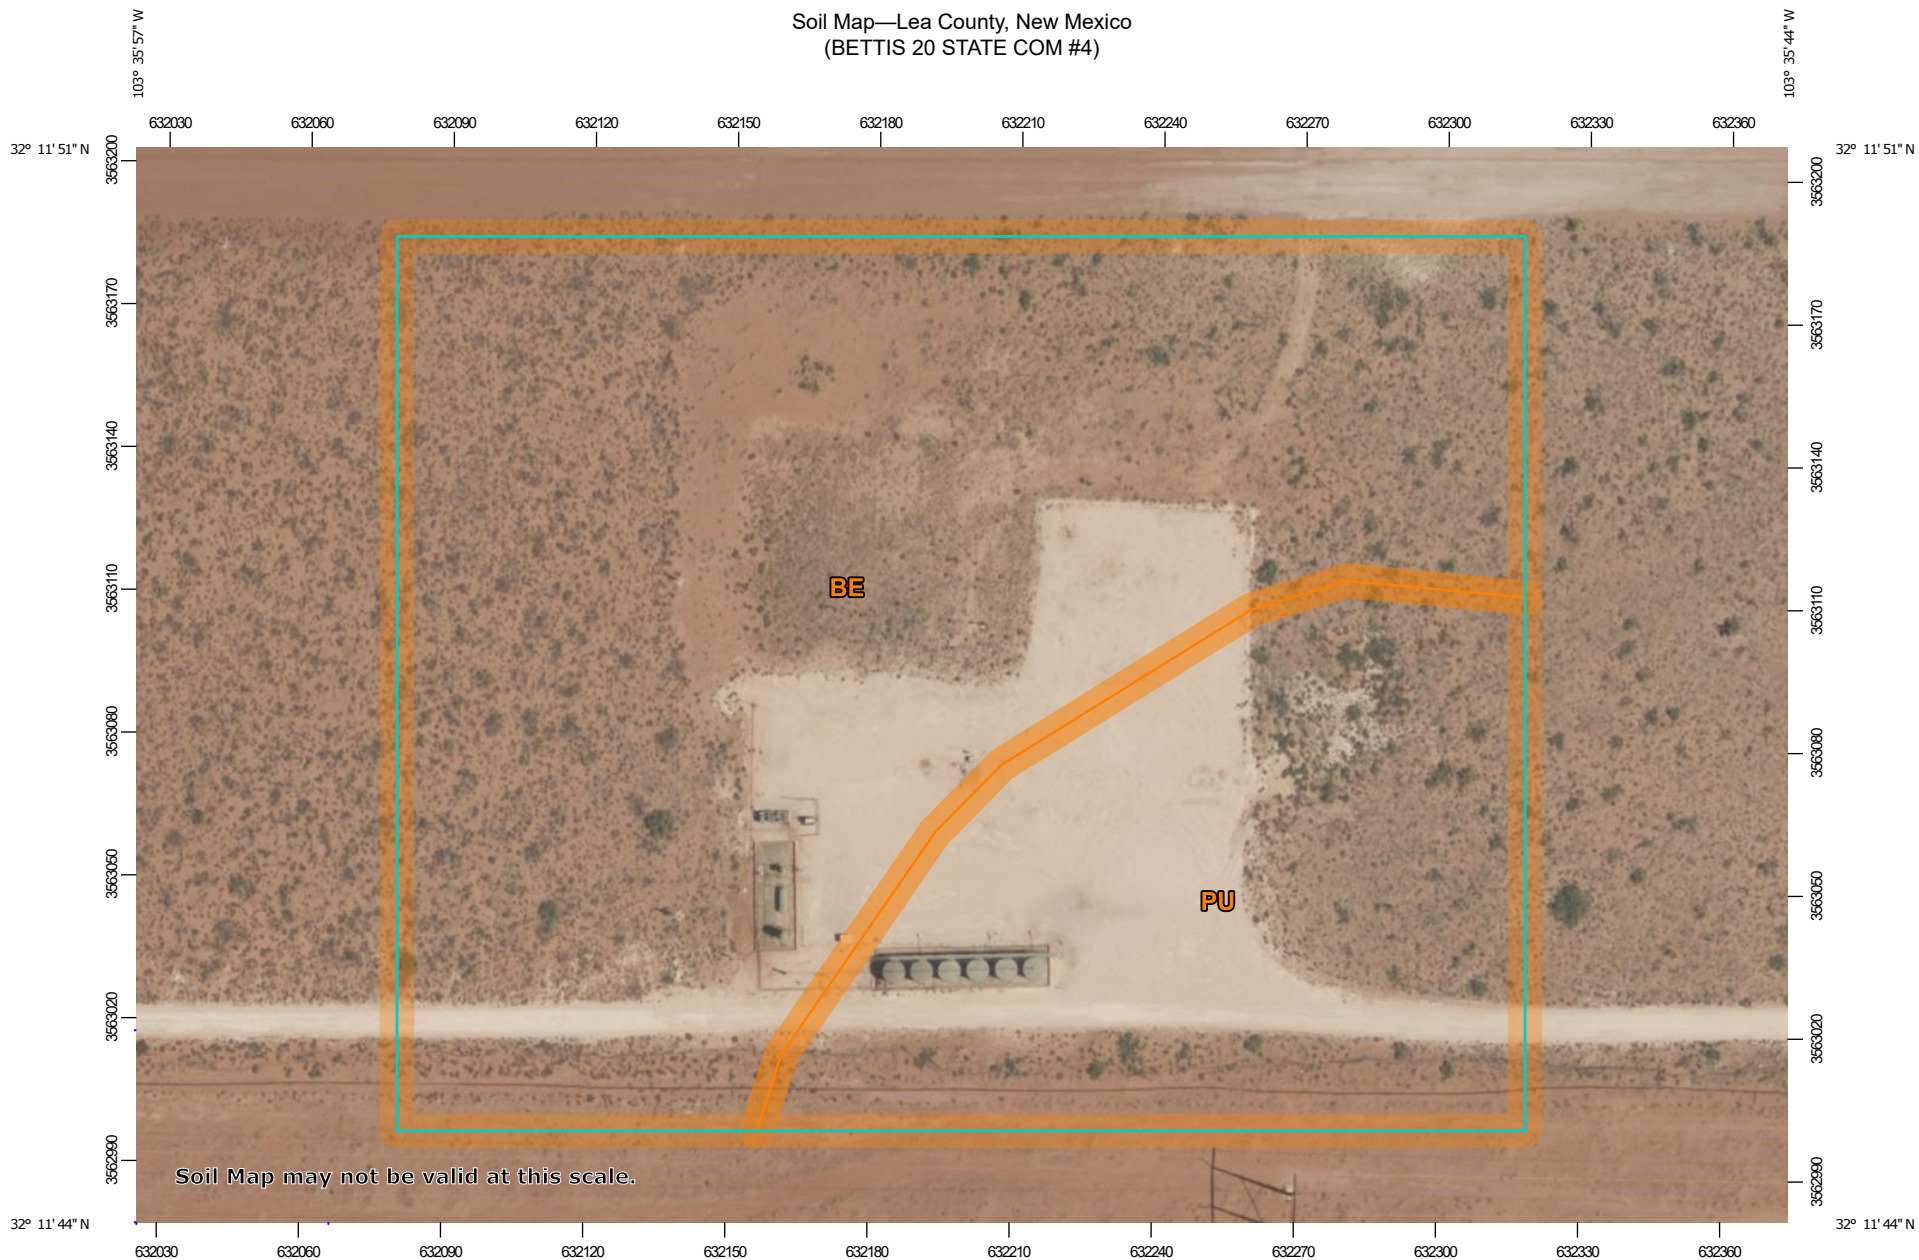 Soil Map—Lea County, New Mexico
(BETTIS 20 STATE COM #4)
103° 35' 57" W
103° 35' 44" W
632030 632060 632090 632120 632150 632180 632210 632240 632270 632300 632330 632360
32° 11' 51" N
32° 11' 51" N
3563200
3563200
3563170
3563170
3563140
3563140
3563110
3563110
BE
3563080
3563080
3563050
3563050
PU
3563020
3563020
3562990
3562990
Soil Map may not be valid at this scale.
32° 11' 44" N
32° 11' 44" N
632030 632060 632090 632120 632150 632180 632210 632240 632270 632300 632330 632360